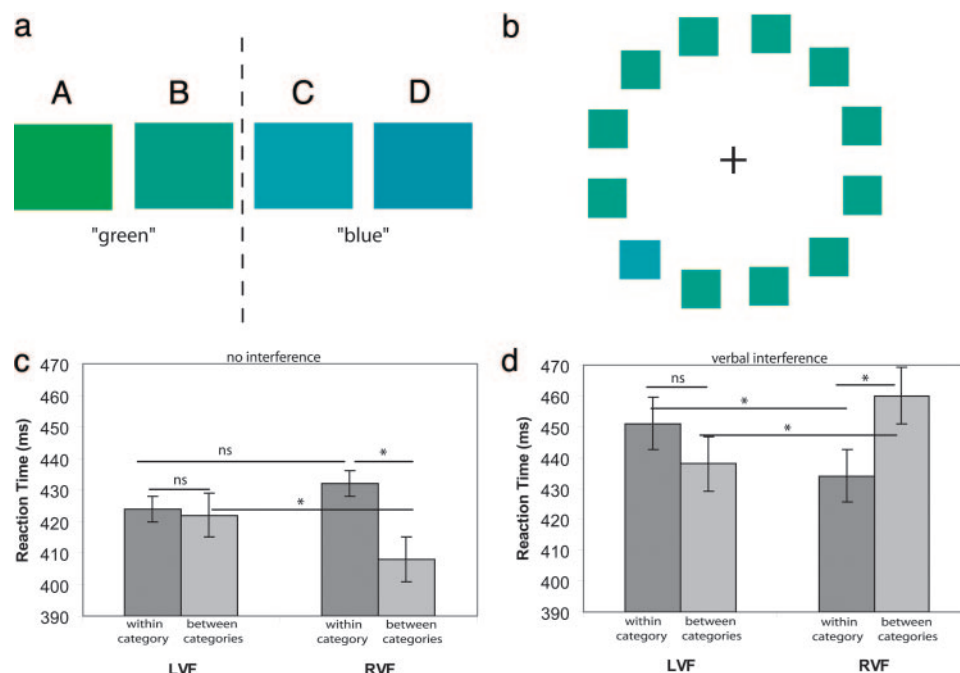 a
A B C D
"green" "blue"
b
c
no interference
Reaction Time (ms)
470
460
450
440
430
420
410
400
390
ns
ns
*
*
within category
between categories
within category
between categories
LVF RVF
d
verbal interference
Reaction Time (ms)
470
460
450
440
430
420
410
400
390
ns
*
*
*
within category
between categories
within category
between categories
LVF RVF